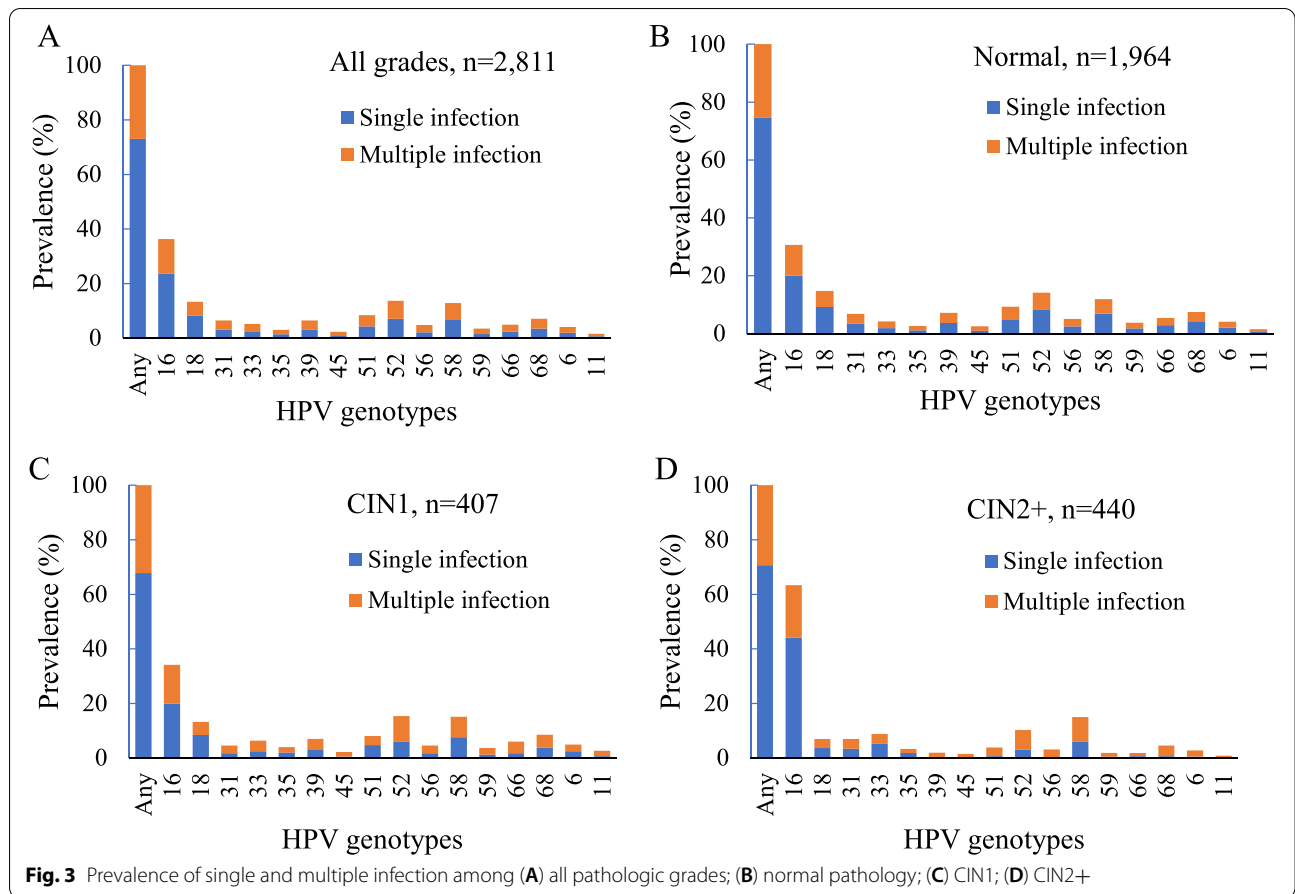 A
All grades, n=2,811
Single infection
Multiple infection
Prevalence (%)
100
80
60
40
20
0
Any 16 18 31 33 35 39 45 51 52 56 58 59 66 68 6 11
HPV genotypes
B
Normal, n=1,964
Single infection
Multiple infection
Prevalence (%)
100
80
60
40
20
0
Any 16 18 31 33 35 39 45 51 52 56 58 59 66 68 6 11
HPV genotypes
C
CIN1, n=407
Single infection
Multiple infection
Prevalence (%)
100
80
60
40
20
0
Any 16 18 31 33 35 39 45 51 52 56 58 59 66 68 6 11
HPV genotypes
D
CIN2+, n=440
Single infection
Multiple infection
Prevalence (%)
100
80
60
40
20
0
Any 16 18 31 33 35 39 45 51 52 56 58 59 66 68 6 11
HPV genotypes
Fig. 3 Prevalence of single and multiple infection among (A) all pathologic grades; (B) normal pathology; (C) CIN1; (D) CIN2+